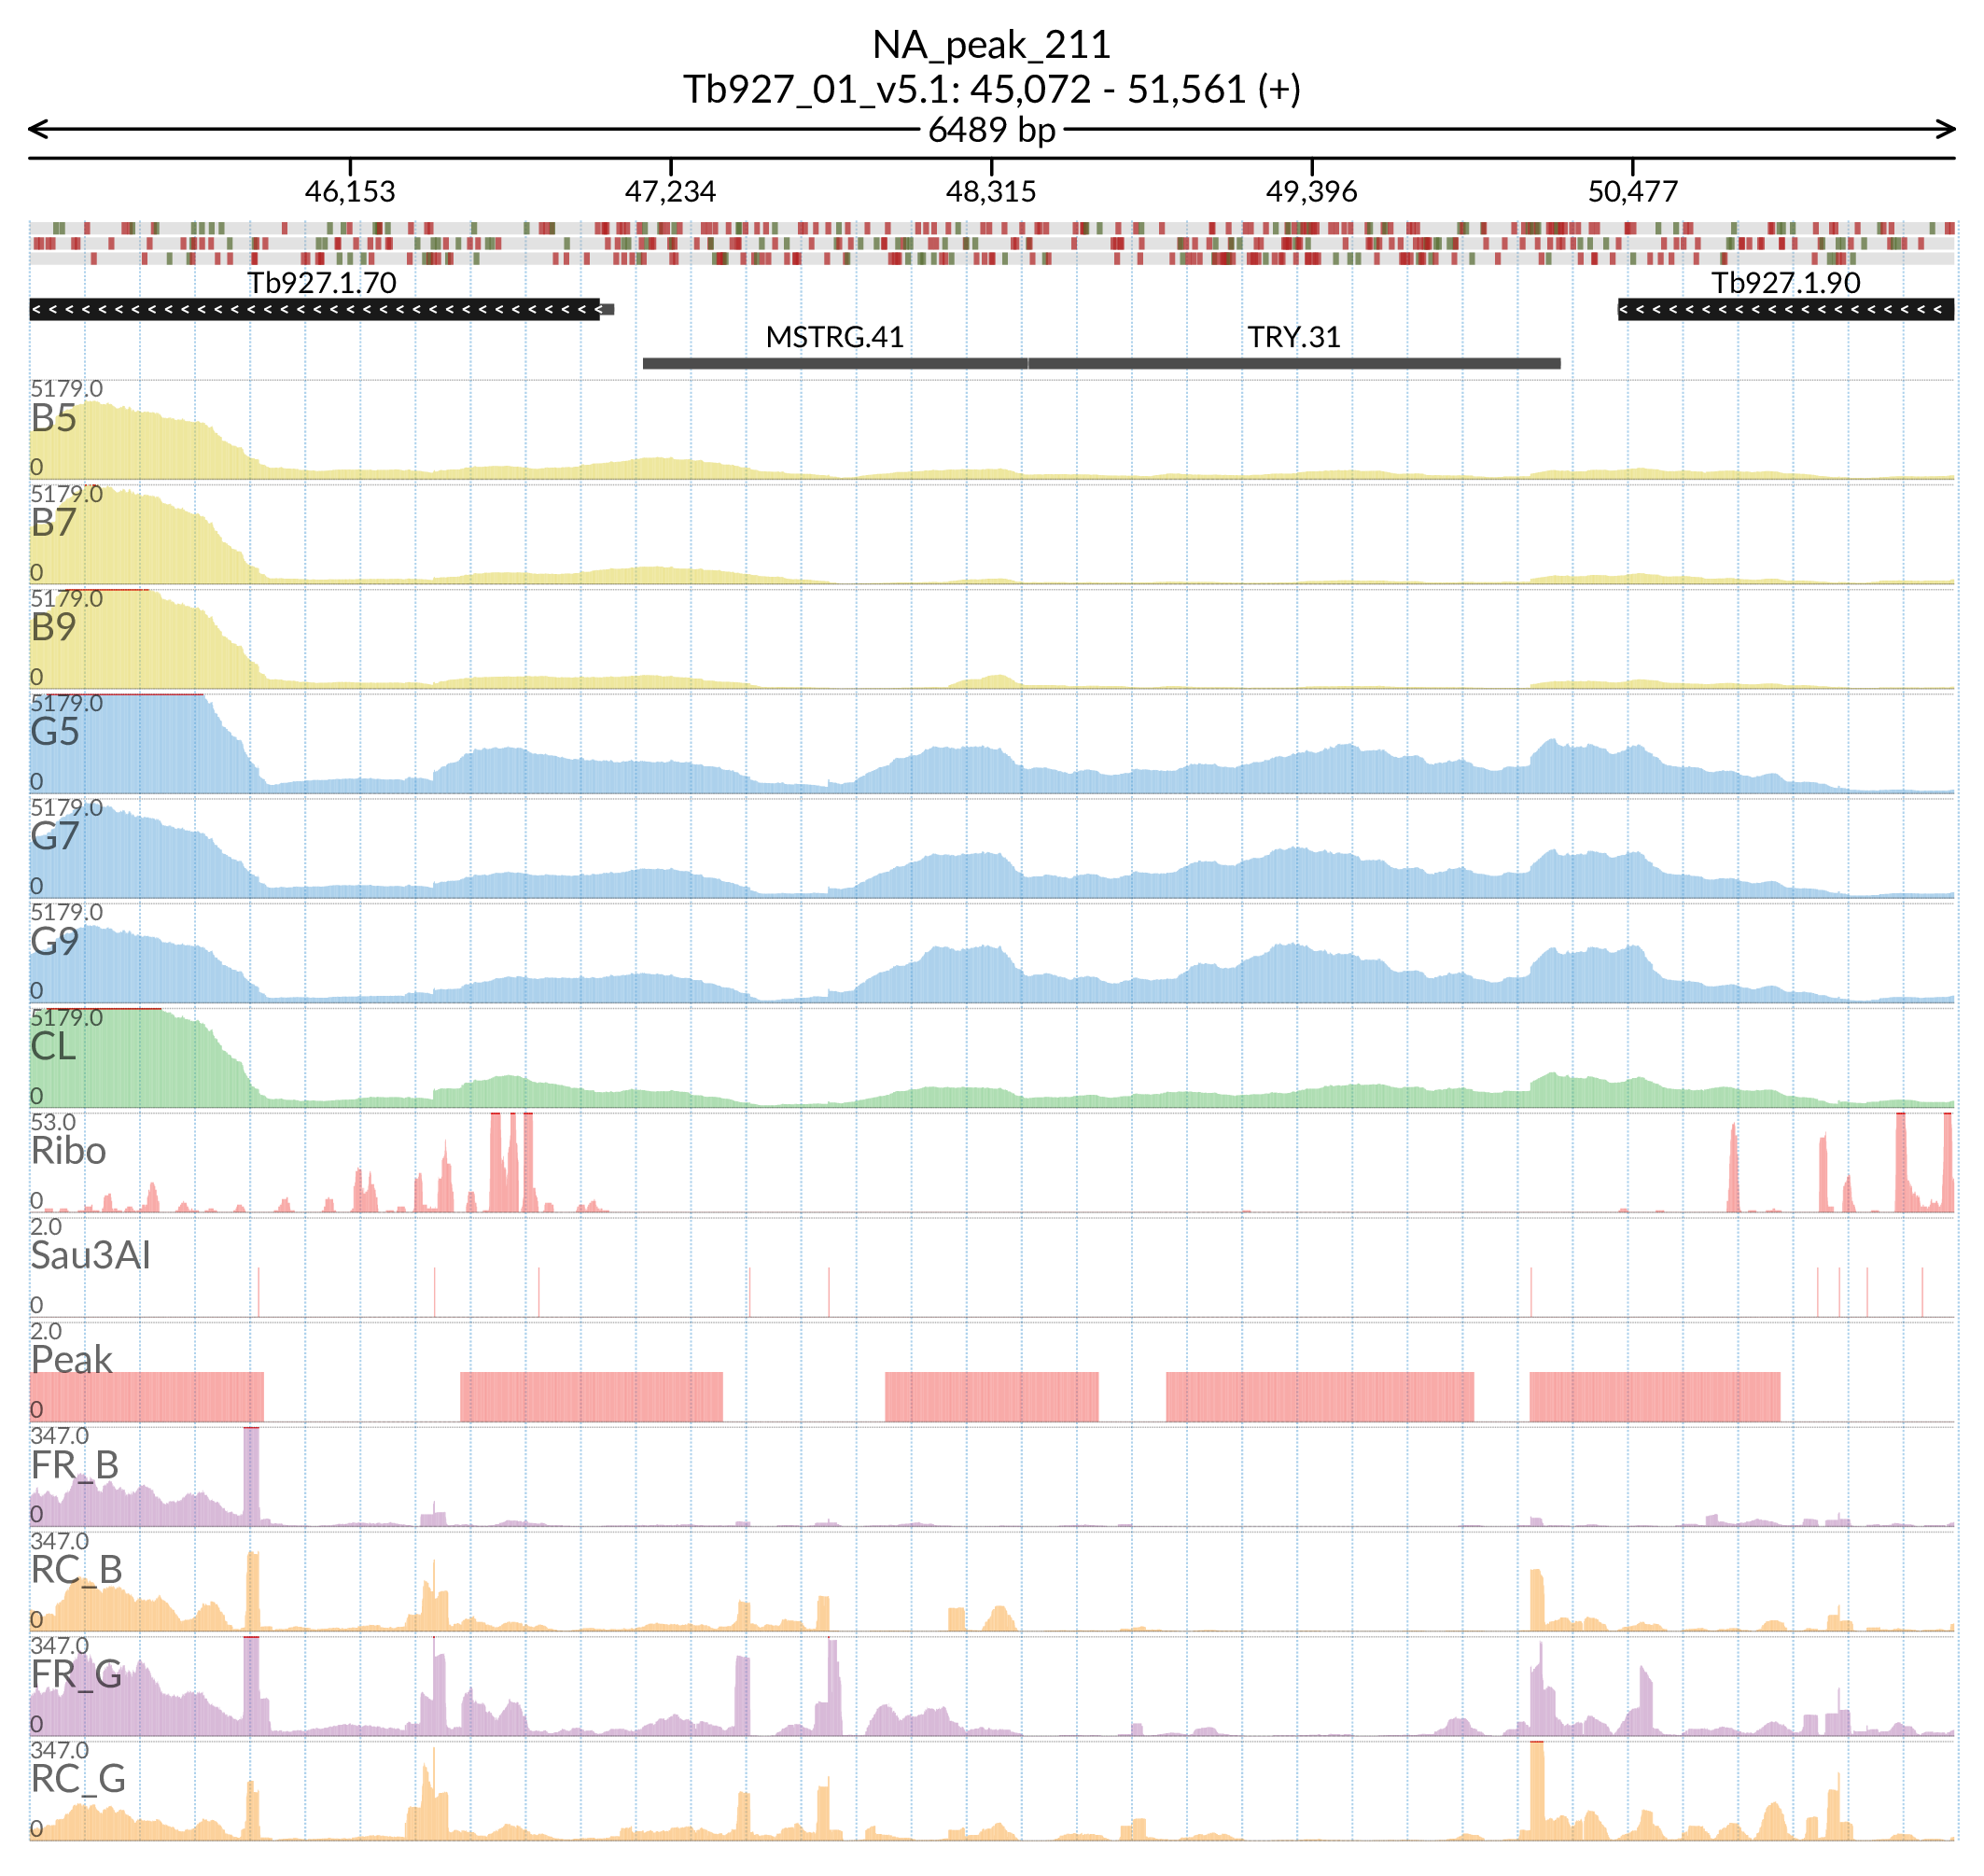 NA_peak_211
Tb927_01_v5.1: 45,072 - 51,561 (+)
6489 bp
46,153 47,234 48,315 49,396 50,477
Tb927.1.70 Tb927.1.90
MSTRG.41 TRY.31
5179.0
B5
0
5179.0
B7
0
5179.0
B9
0
5179.0
G5
0
5179.0
G7
0
5179.0
G9
0
5179.0
CL
0
53.0
Ribo
0
2.0
Sau3AI
0
2.0
Peak
0
347.0
FR_B
0
347.0
RC_B
0
347.0
FR_G
0
347.0
RC_G
0